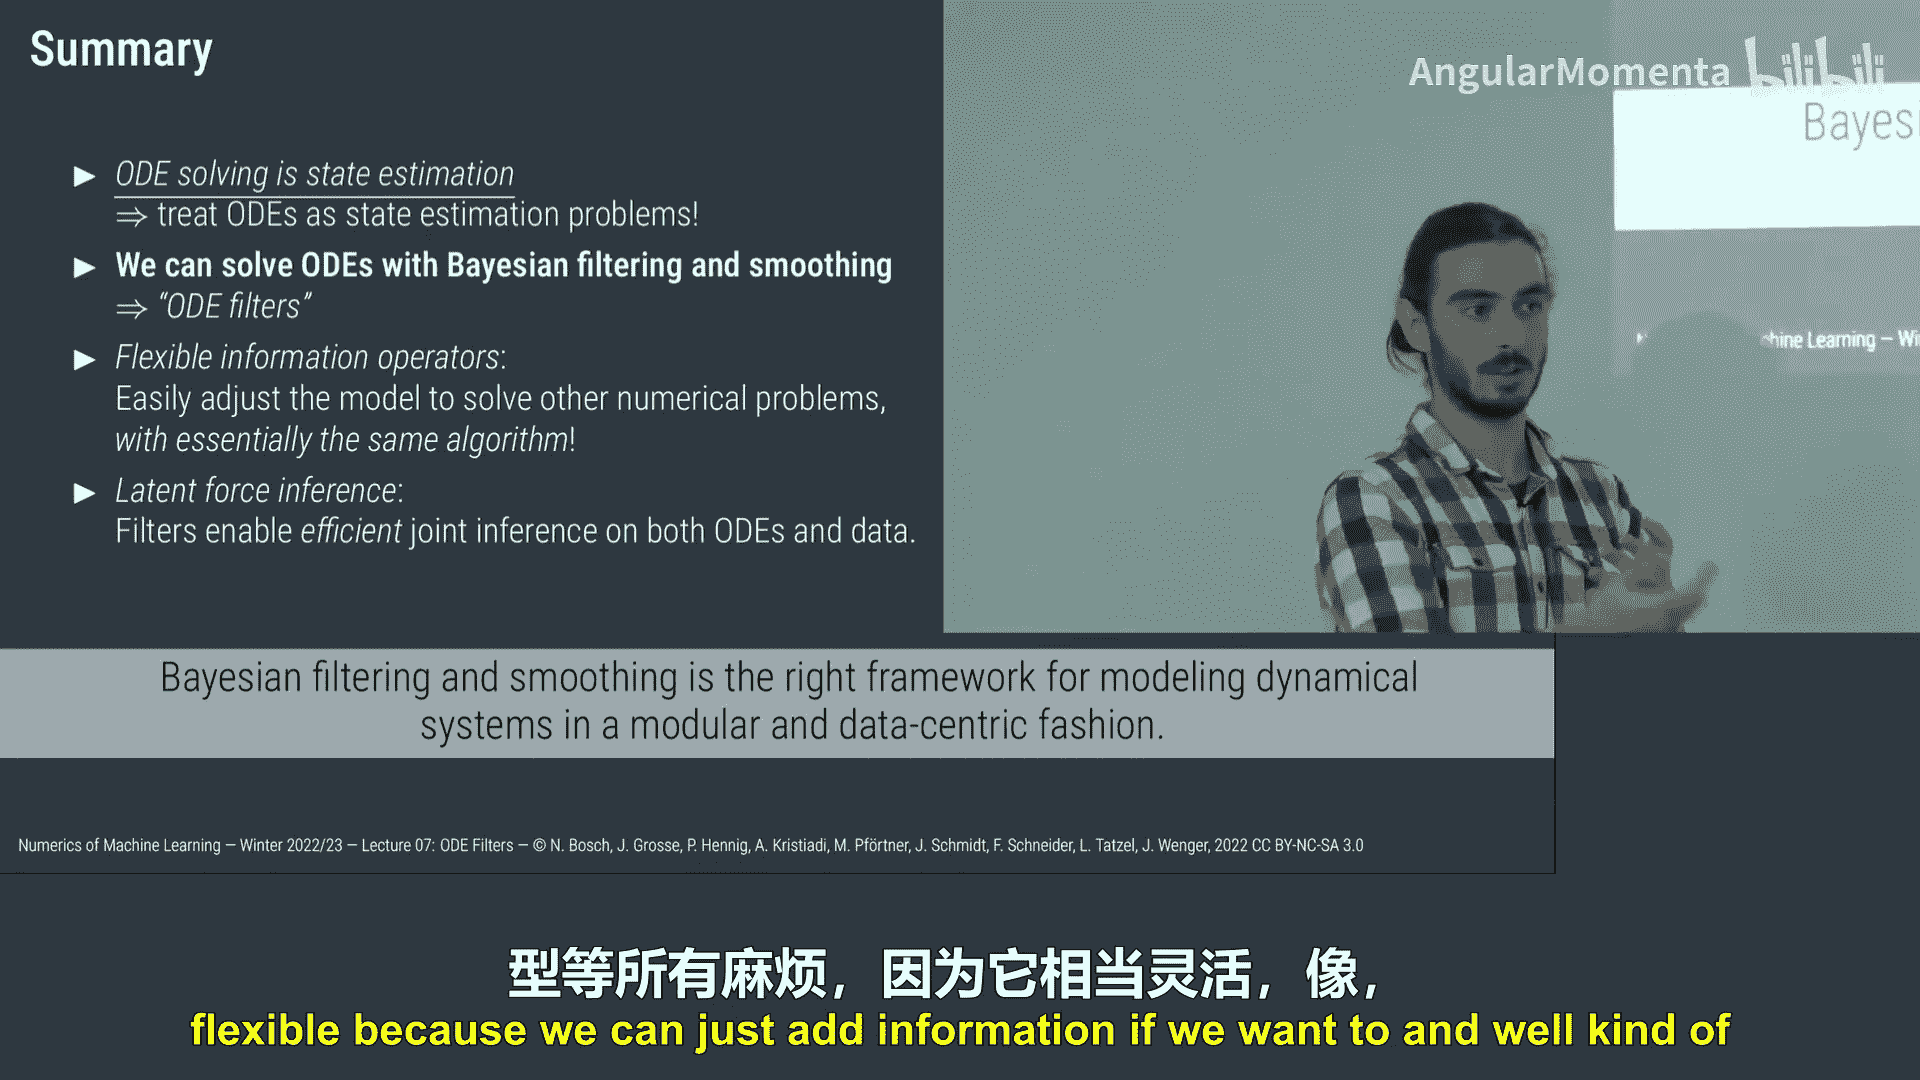 Summary
AngularMomenta bilibili
Bayesi
▶ ODE solving is state estimation
⇒ treat ODEs as state estimation problems!
▶ We can solve ODEs with Bayesian filtering and smoothing
⇒ “ODE filters”
▶ Flexible information operators:
Easily adjust the model to solve other numerical problems,
with essentially the same algorithm!
▶ Latent force inference:
Filters enable efficient joint inference on both ODEs and data.
chine Learning – Wi
Bayesian filtering and smoothing is the right framework for modeling dynamical
systems in a modular and data-centric fashion.
Numerics of Machine Learning — Winter 2022/23 — Lecture 07: ODE Filters — © N. Bosch, J. Grosse, P. Hennig, A. Kristiadi, M. Pförtner, J. Schmidt, F. Schneider, L. Tatzel, J. Wenger, 2022 CC BY-NC-SA 3.0
型等所有麻烦，因为它相当灵活，像，
flexible because we can just add information if we want to and well kind of